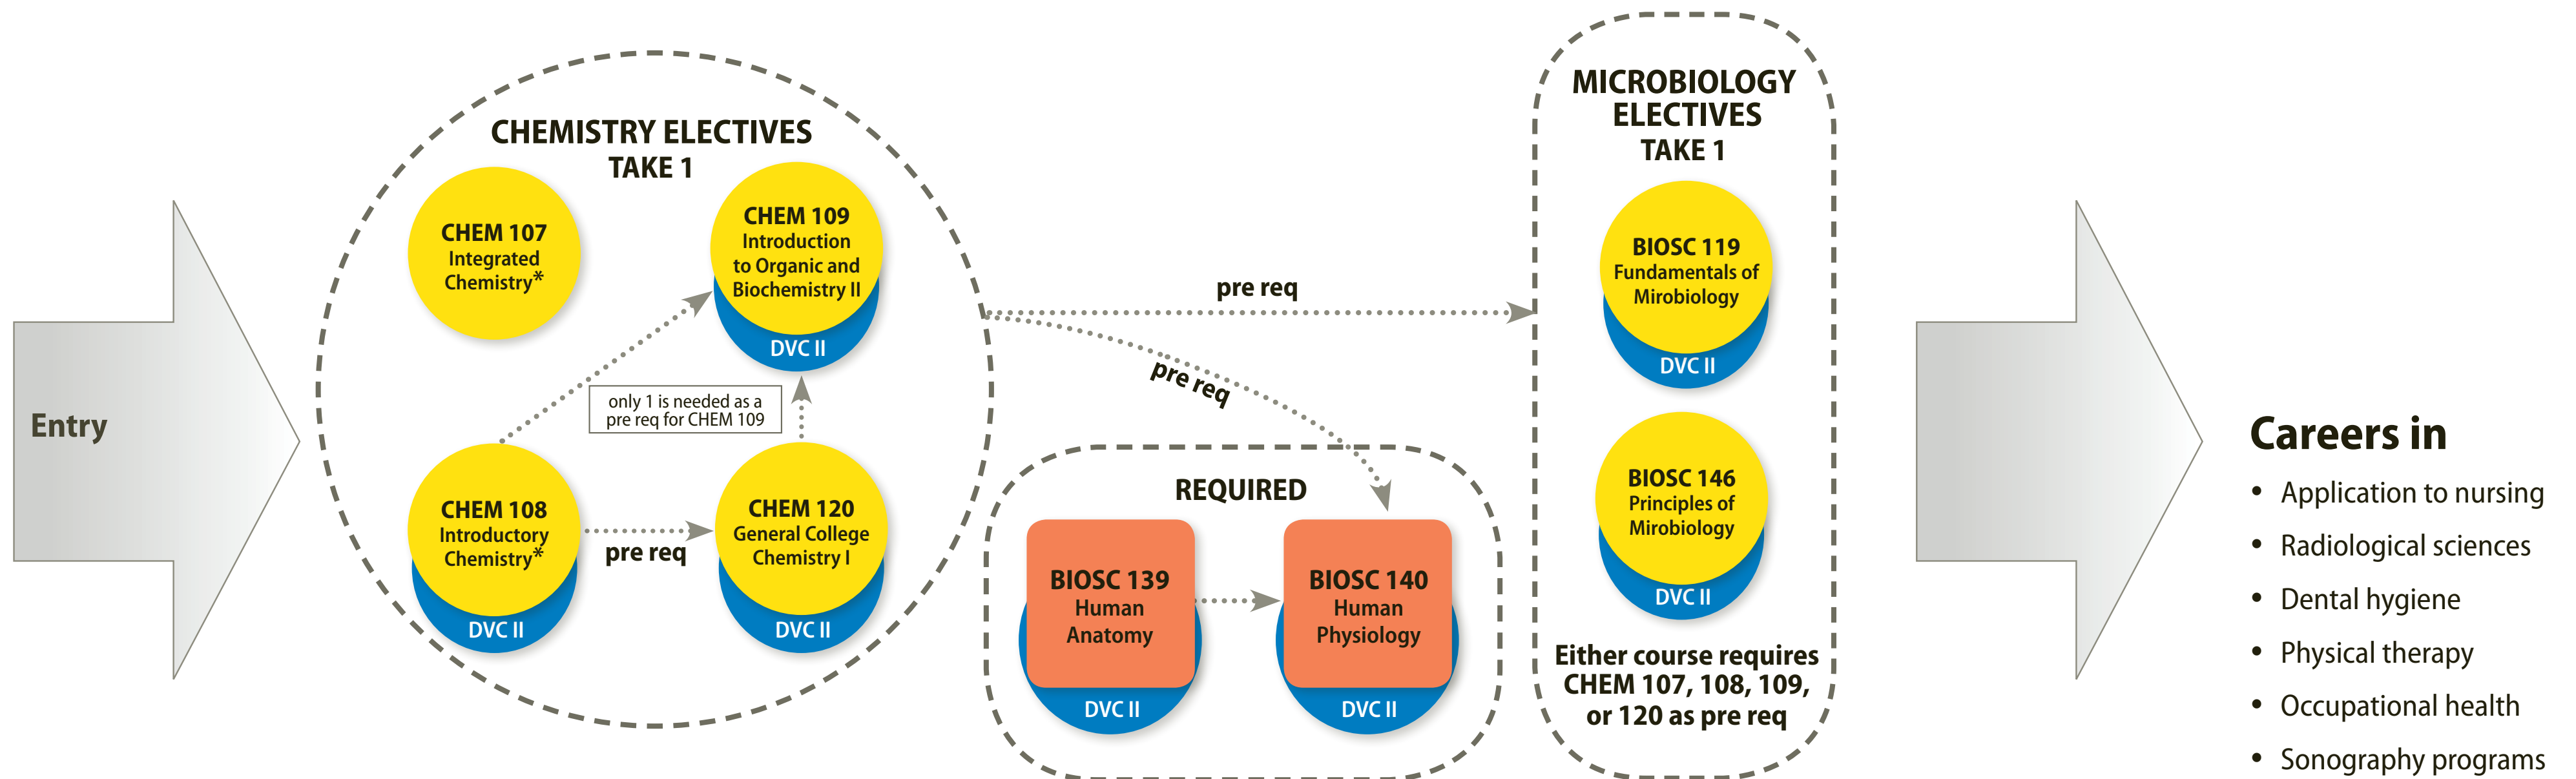 Entry
CHEMISTRY ELECTIVES
TAKE 1
CHEM 107
Integrated
Chemistry*
CHEM 109
Introduction
to Organic and
Biochemistry II
DVC II
only 1 is needed as a
pre req for CHEM 109
CHEM 108
Introductory
Chemistry*
DVC II
pre req
CHEM 120
General College
Chemistry I
DVC II
pre req
pre req
REQUIRED
BIOSC 139
Human
Anatomy
DVC II
BIOSC 140
Human
Physiology
DVC II
MICROBIOLOGY
ELECTIVES
TAKE 1
BIOSC 119
Fundamentals of
Mirobiology
DVC II
BIOSC 146
Principles of
Mirobiology
DVC II
Either course requires
CHEM 107, 108, 109,
or 120 as pre req
Careers in
• Application to nursing
• Radiological sciences
• Dental hygiene
• Physical therapy
• Occupational health
• Sonography programs